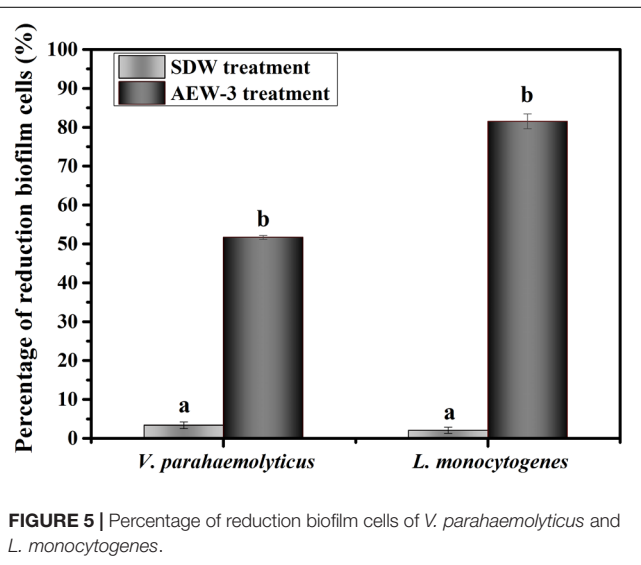 Percentage of reduction biofilm cells (%)
100
90
80
70
60
50
40
30
20
10
0
SDW treatment
AEW-3 treatment
a
b
a
b
V. parahaemolyticus
L. monocytogenes
FIGURE 5 | Percentage of reduction biofilm cells of V. parahaemolyticus and
L. monocytogenes.